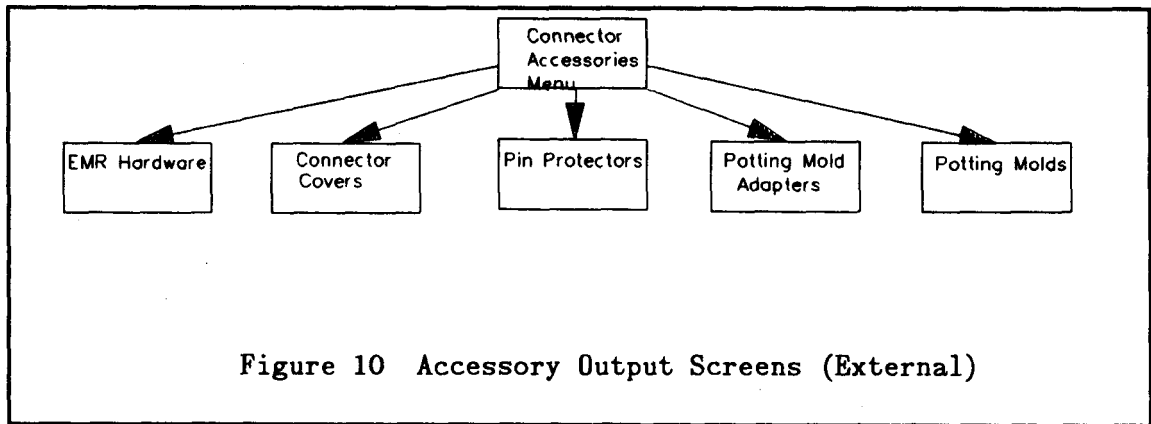 Connector
Accessories
Menu
EMR Hardware
Connector
Covers
Pin Protectors
Potting Mold
Adapters
Potting Molds
Figure 10 Accessory Output Screens (External)